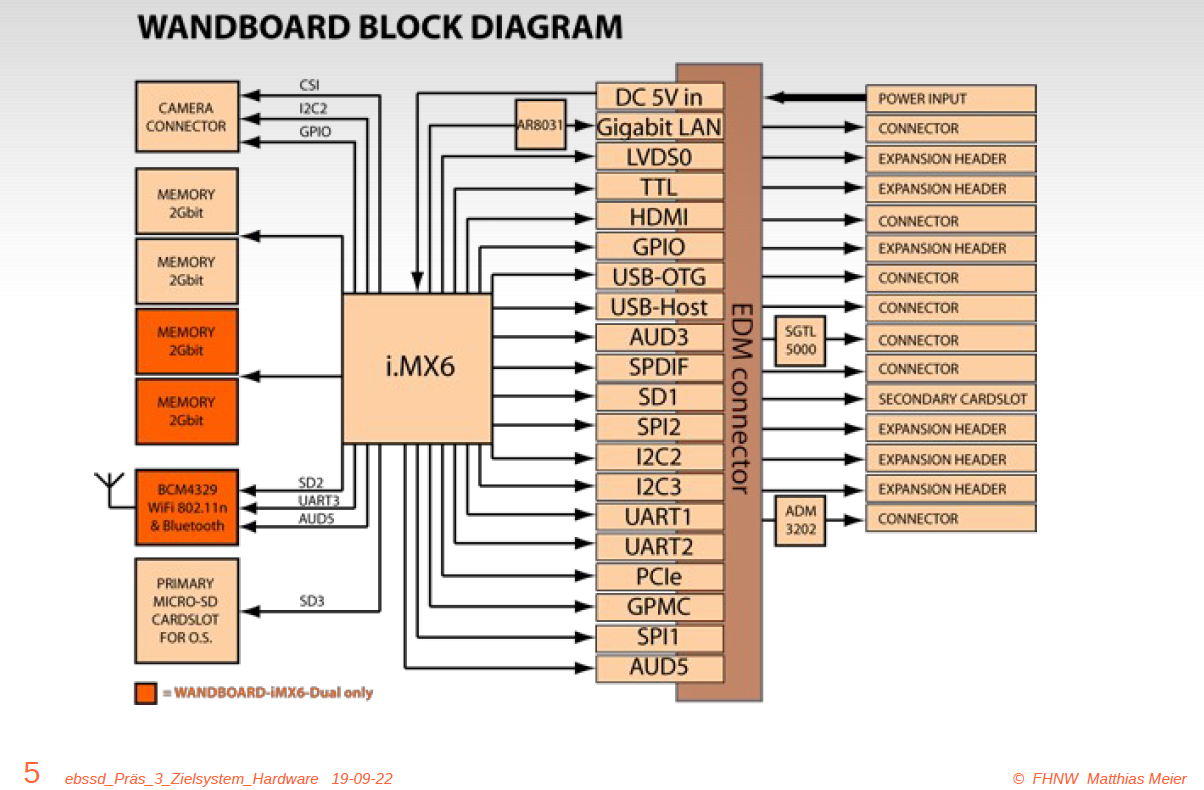 WANDBOARD BLOCK DIAGRAM
CAMERA
CONNECTOR
CSI
I2C2
GPIO
MEMORY
2Gbit
MEMORY
2Gbit
MEMORY
2Gbit
MEMORY
2Gbit
BCM4329
WiFi 802.11n
& Bluetooth
SD2
UART3
AUD5
PRIMARY
MICRO-SD
CARDSLOT
FOR O.S.
SD3
= WANDBOARD-iMX6-Dual only
i.MX6
AR8031
DC 5V in
Gigabit LAN
LVDS0
TTL
HDMI
GPIO
USB-OTG
USB-Host
AUD3
SPDIF
SD1
SPI2
I2C2
I2C3
UART1
UART2
PCIe
GPMC
SPI1
AUD5
EDM connector
SGTL
5000
ADM
3202
POWER INPUT
CONNECTOR
EXPANSION HEADER
EXPANSION HEADER
CONNECTOR
EXPANSION HEADER
CONNECTOR
CONNECTOR
CONNECTOR
CONNECTOR
SECONDARY CARDSLOT
EXPANSION HEADER
EXPANSION HEADER
EXPANSION HEADER
CONNECTOR
5 ebssd_Präs_3_Zielsystem_Hardware 19-09-22
© FHNW Matthias Meier